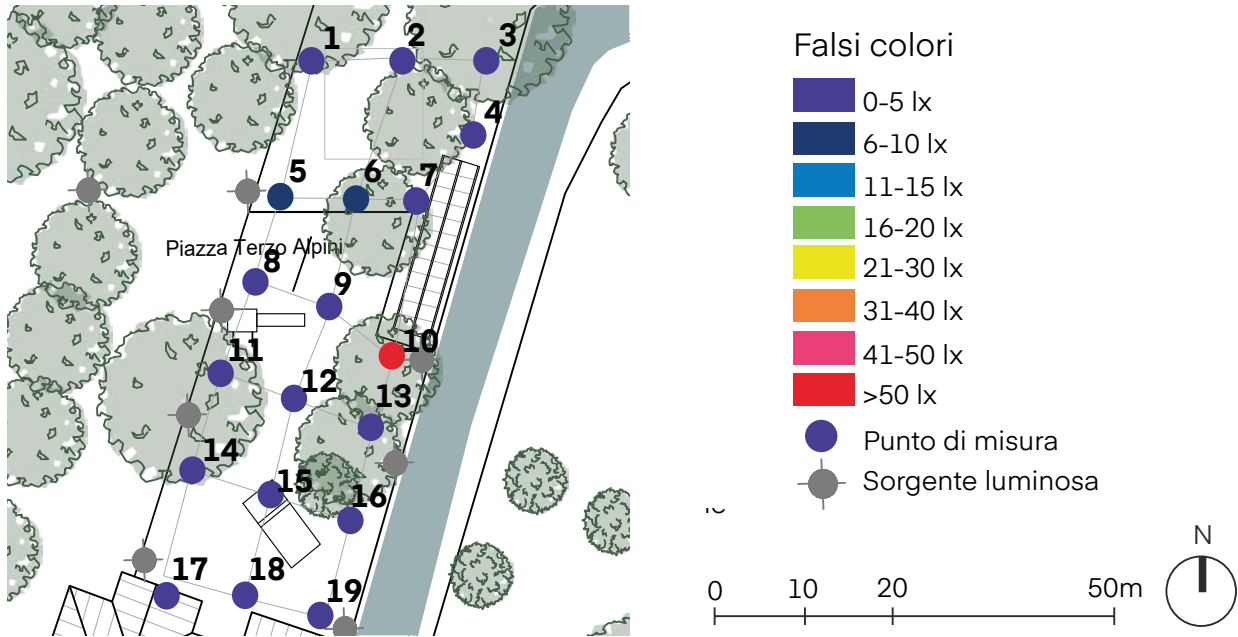 1 2 3
4
5 6 7
Piazza Terzo Alpini
8 9
10
11
12 13
14
15 16
17 18 19
Falsi colori
0-5 lx
6-10 lx
11-15 lx
16-20 lx
21-30 lx
31-40 lx
41-50 lx
>50 lx
Punto di misura
Sorgente luminosa
0 10 20 50m
N